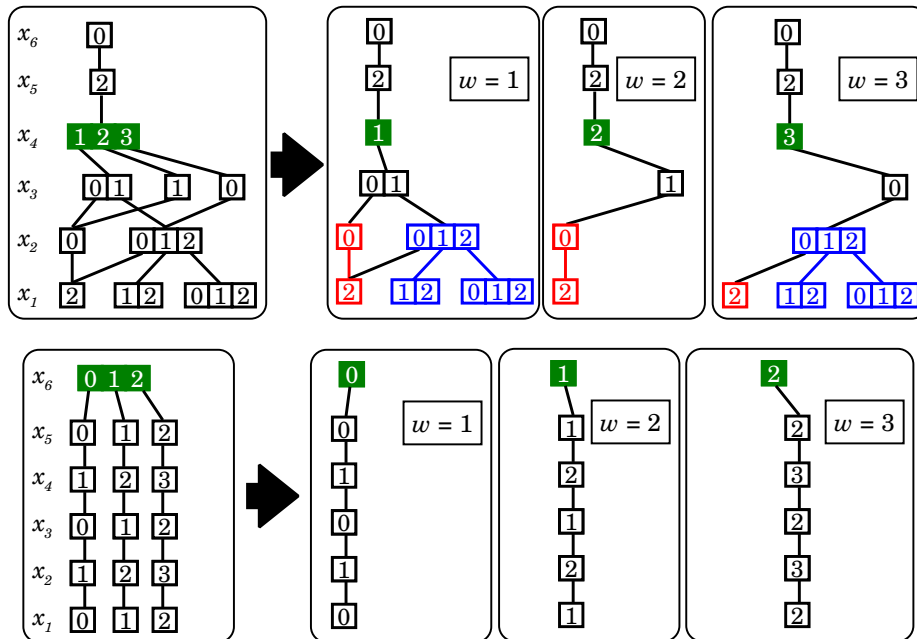 x6 0 0 0 0
x5 2 2 w = 1 2 w = 2 2 w = 3
x4 1 2 3 1 2 3
x3 0 1 1 0 0 1 1 0
x2 0 0 1 2 0 0 1 2 0 0 1 2
x1 2 1 2 0 1 2 2 1 2 0 1 2 2 2 1 2 0 1 2
x6 0 1 2 0 1 2
x5 0 1 2 0 w = 1 1 w = 2 2 w = 3
x4 1 2 3 1 2 3
x3 0 1 2 0 1 2
x2 1 2 3 1 2 3
x1 0 1 2 0 1 2